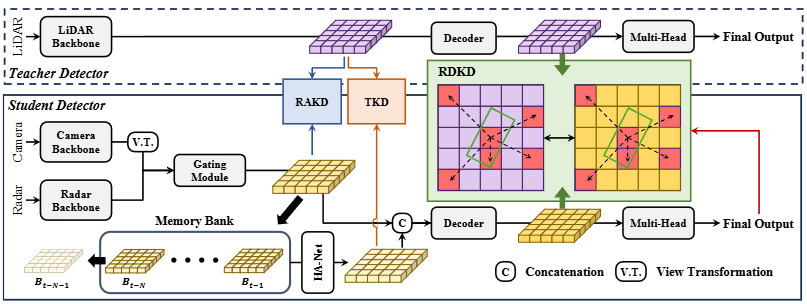 LiDAR
LiDAR
Backbone
Decoder
Multi-Head
Final Output
Teacher Detector
RAKD
TKD
RDKD
Student Detector
Camera
Camera
Backbone
V.T.
Gating
Module
Radar
Radar
Backbone
Memory Bank
HA-Net
C
Decoder
Multi-Head
Final Output
B_{t-N-1}
B_{t-N}
B_{t-1}
C Concatenation
V.T. View Transformation